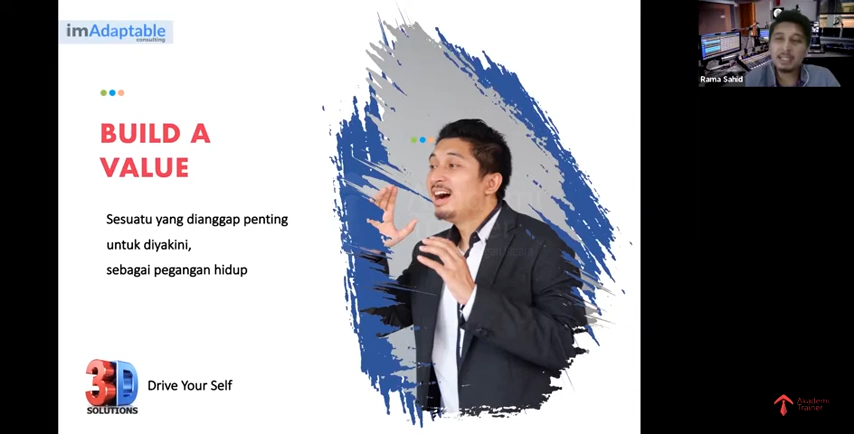 imAdaptable
consulting
BUILD A
VALUE
Sesuatu yang dianggap penting
untuk diyakini,
sebagai pegangan hidup
3D
SOLUTIONS
Drive Your Self
Rama Sahid
Akademi
Trainer